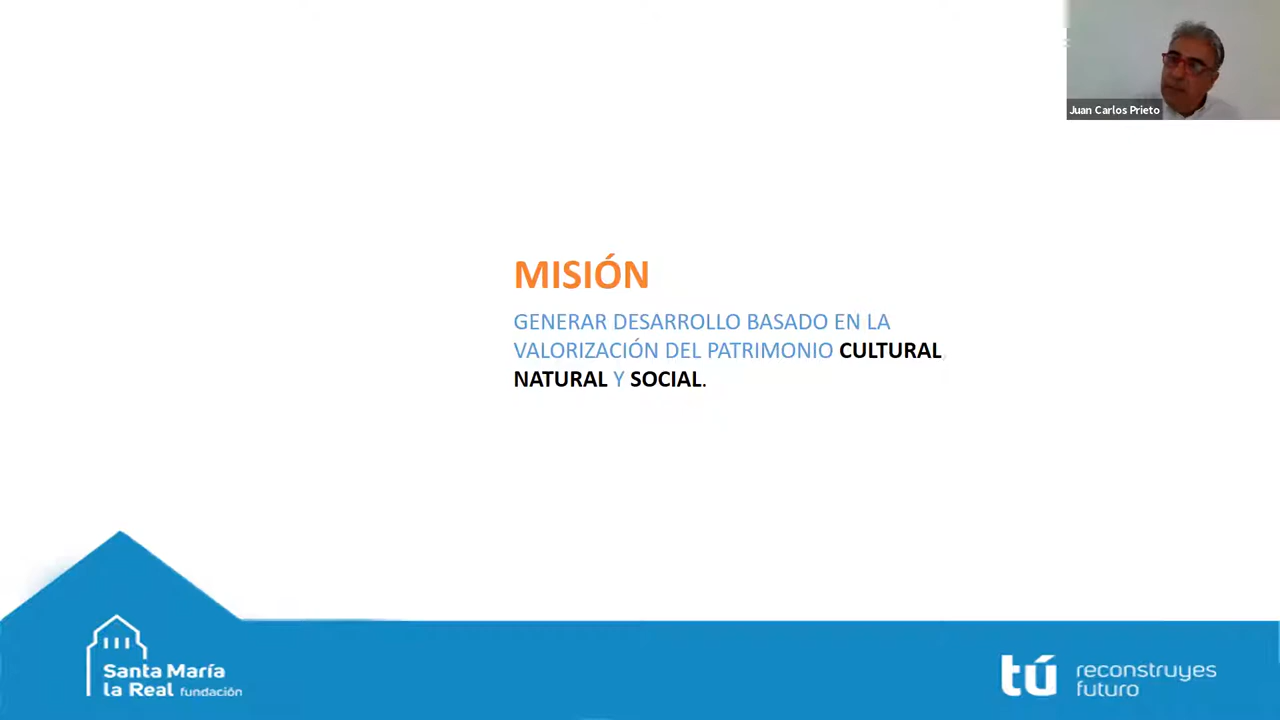 Juan Carlos Prieto
MISIÓN
GENERAR DESARROLLO BASADO EN LA
VALORIZACIÓN DEL PATRIMONIO CULTURAL,
NATURAL Y SOCIAL.
Santa María
la Real fundación
tú reconstruyes
futuro